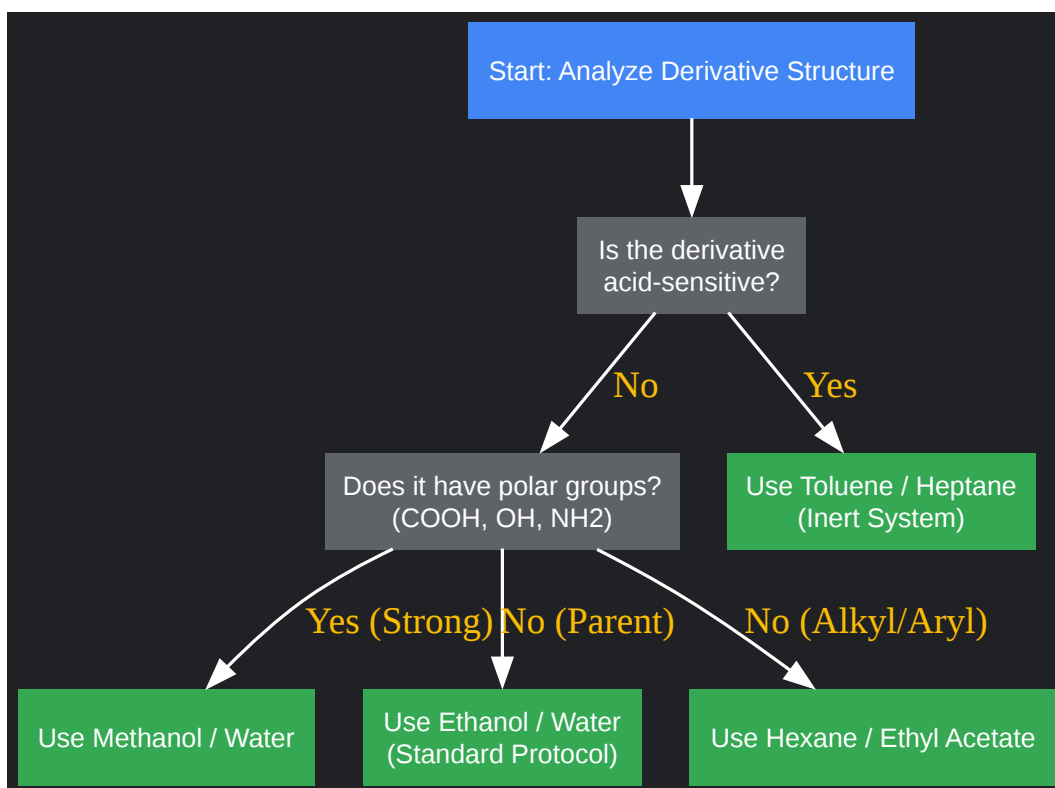 Start: Analyze Derivative Structure
Is the derivative
acid-sensitive?
No
Yes
Does it have polar groups?
(COOH, OH, NH2)
Use Toluene / Heptane
(Inert System)
Yes (Strong)
No (Parent)
No (Alkyl/Aryl)
Use Methanol / Water
Use Ethanol / Water
(Standard Protocol)
Use Hexane / Ethyl Acetate